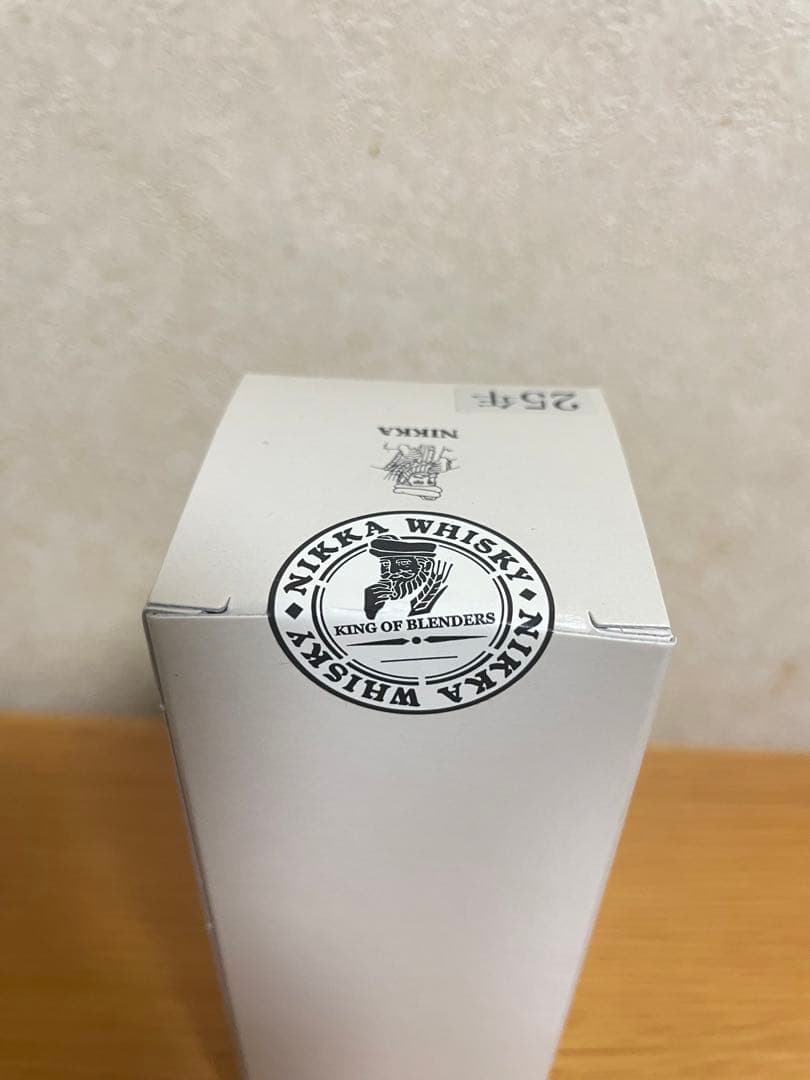 25年
NIKKA
NIKKA WHISKY
KING OF BLENDERS
NIKKA WHISKY